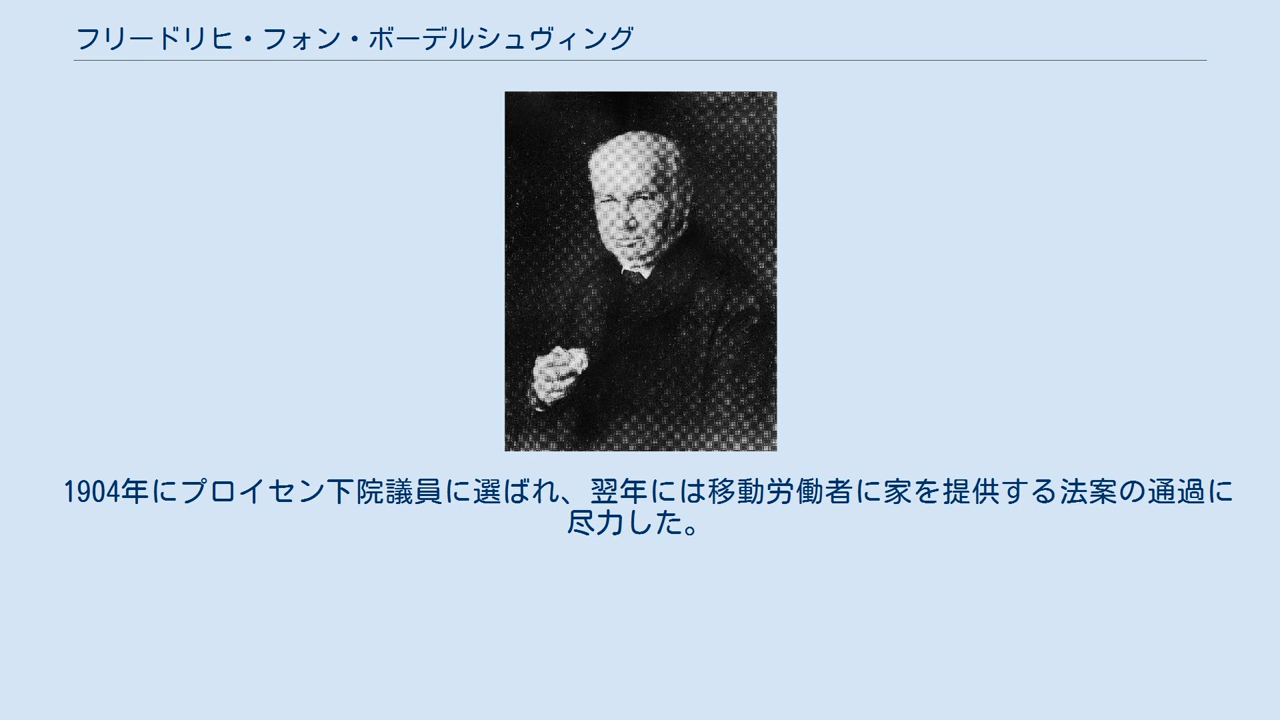 フリードリヒ・フォン・ボーデルシュヴィング
1904年にプロイセン下院議員に選ばれ、翌年には移動労働者に家を提供する法案の通過に
尽力した。